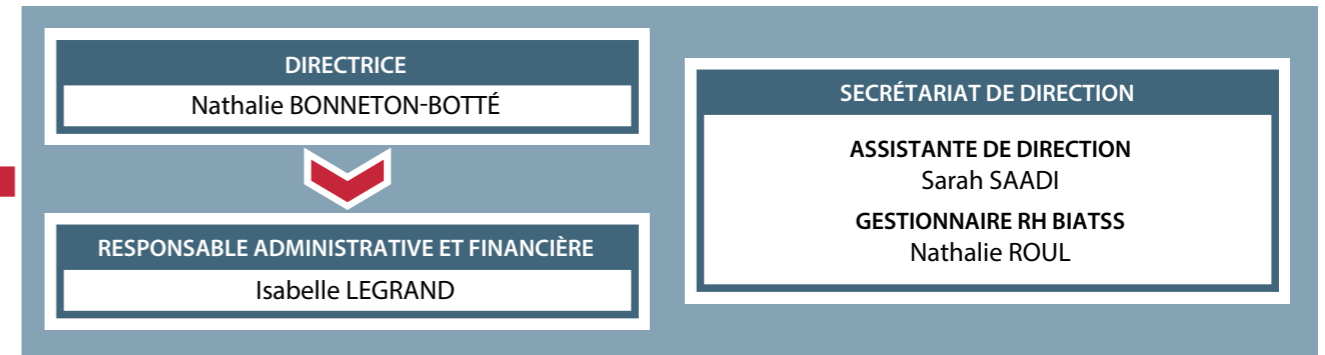 DIRECTRICE
Nathalie BONNETON-BOTTÉ
RESPONSABLE ADMINISTRATIVE ET FINANCIÈRE
Isabelle LEGRAND
SECRÉTARIAT DE DIRECTION
ASSISTANTE DE DIRECTION
Sarah SAADI
GESTIONNAIRE RH BIATSS
Nathalie ROUL